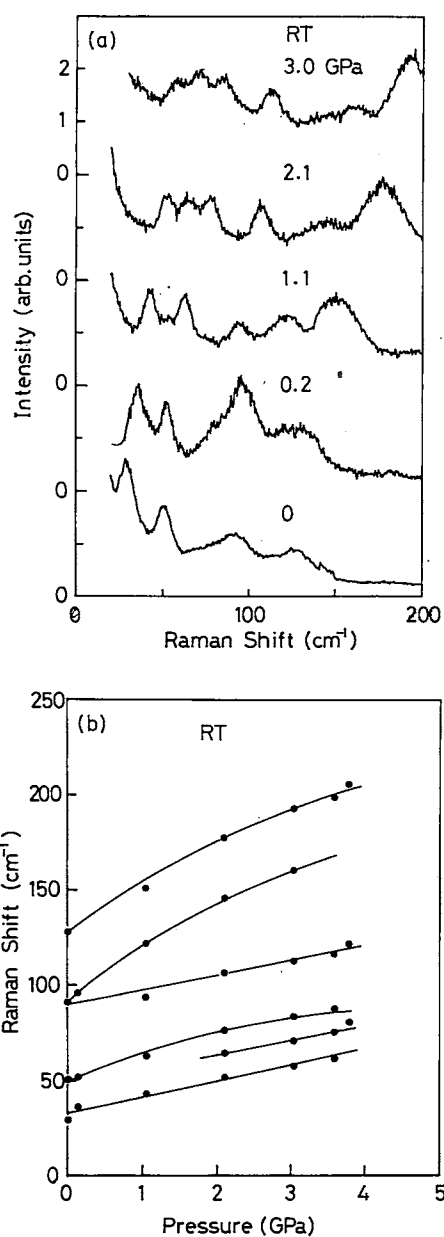 (a)
RT
3.0 GPa
2
1
0
2.1
0
1.1
0
0.2
0
0
0
Intensity (arb.units)
0
100
200
Raman Shift (cm⁻¹)
250
(b)
RT
200
150
100
50
0
Raman Shift (cm⁻¹)
0
1
2
3
4
5
Pressure (GPa)